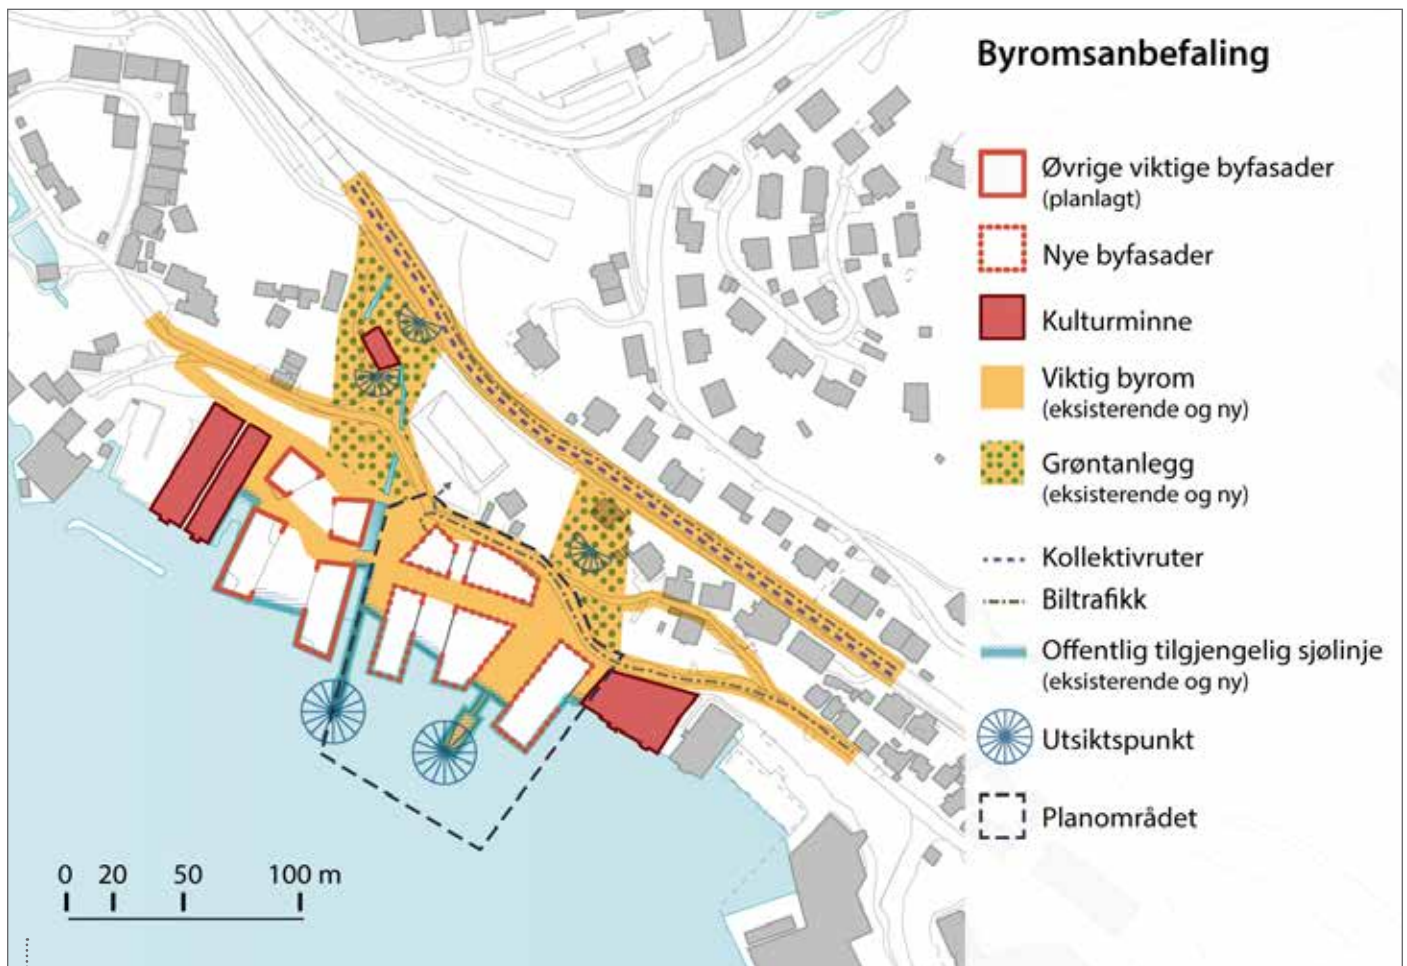 Byromsanbefaling
Øvrige viktige byfasader
(planlagt)
Nye byfasader
Kulturminne
Viktig byrom
(eksisterende og ny)
Grøntanlegg
(eksisterende og ny)
Kollektivruter
Biltrafikk
Offentlig tilgjengelig sjølinje
(eksisterende og ny)
Utsiktspunkt
Planområdet
0 20 50 100 m